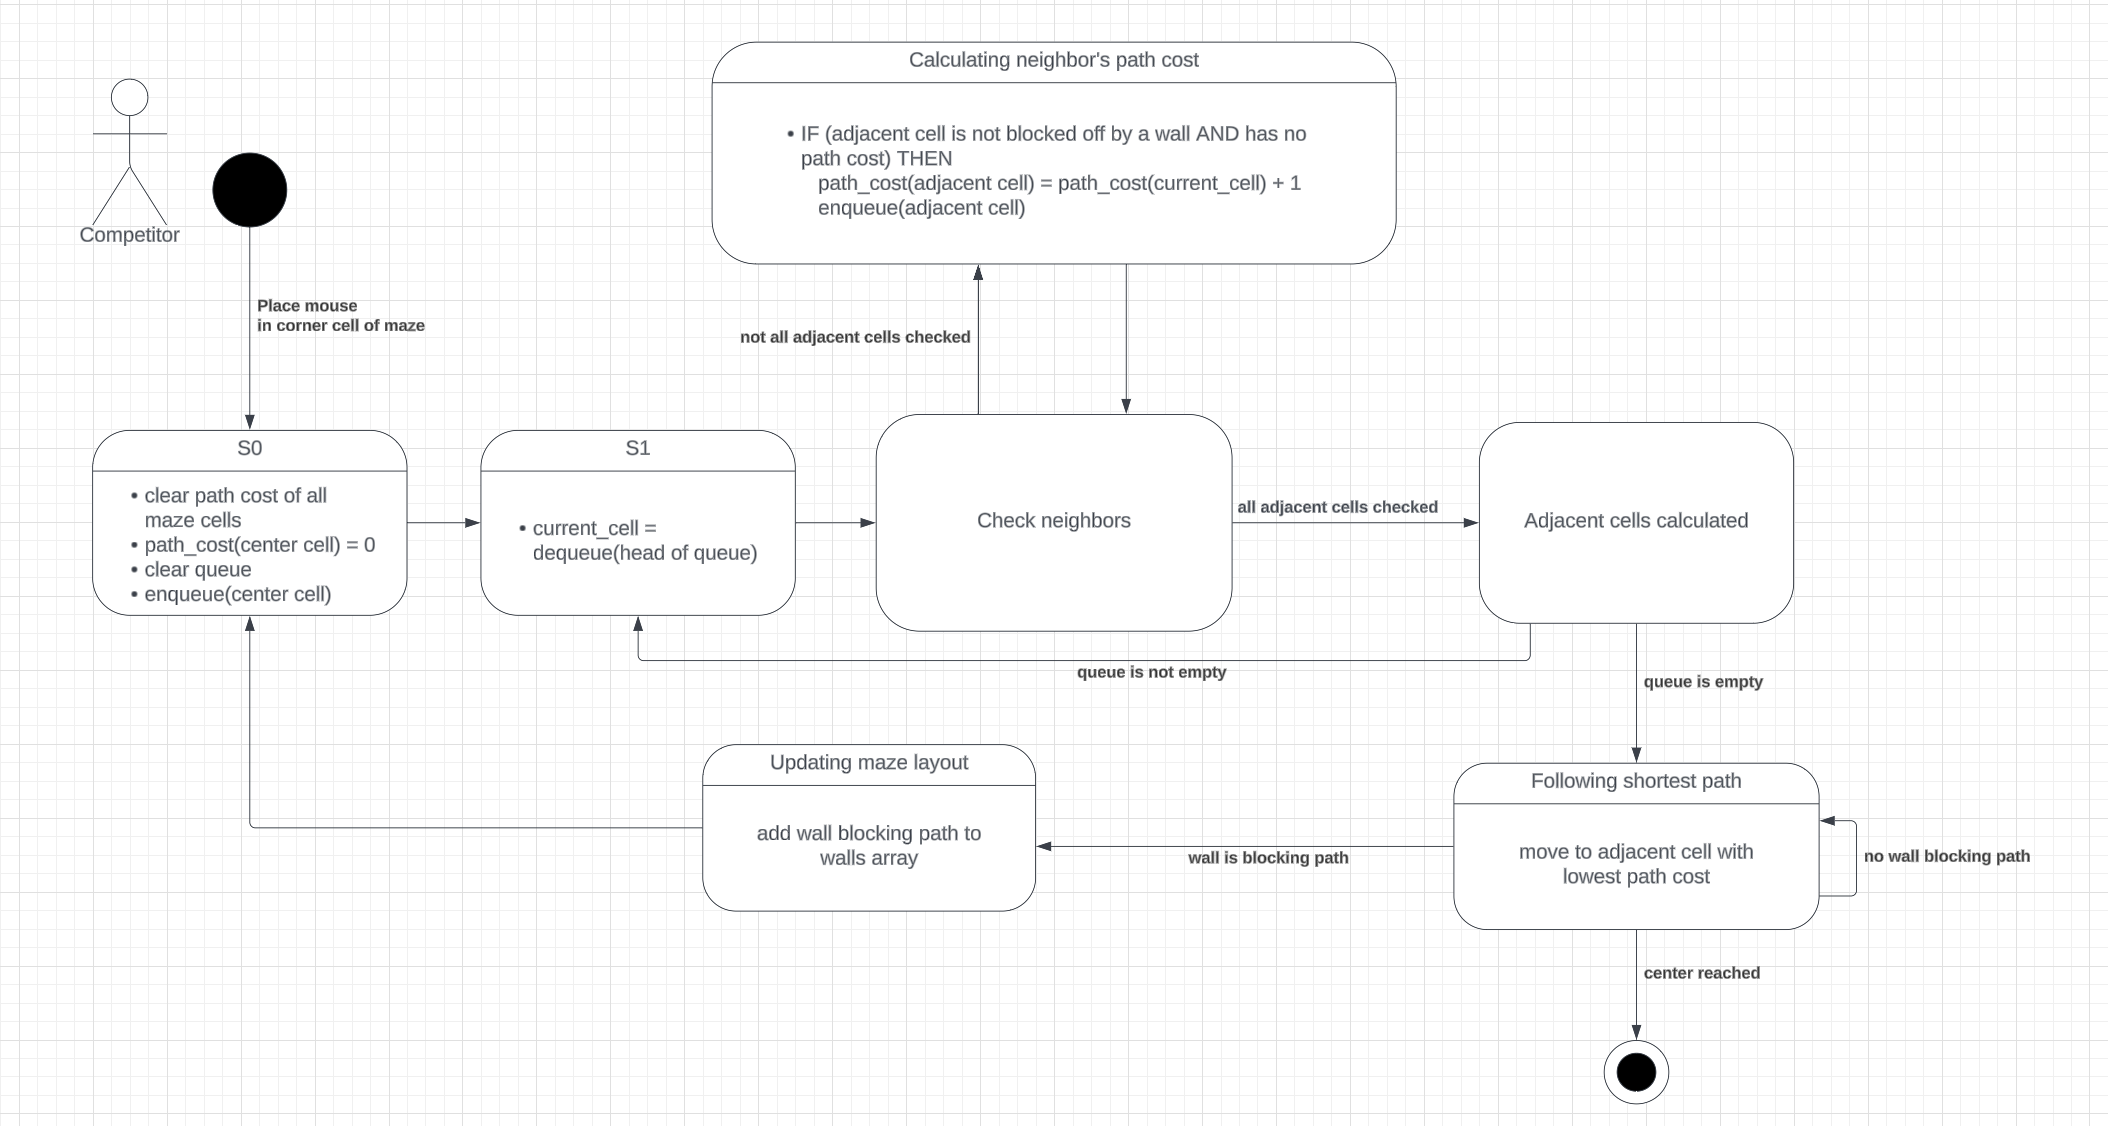 Calculating neighbor's path cost
• IF (adjacent cell is not blocked off by a wall AND has no
path cost) THEN
path_cost(adjacent cell) = path_cost(current_cell) + 1
enqueue(adjacent cell)
Competitor
Place mouse
in corner cell of maze
not all adjacent cells checked
S0
• clear path cost of all
maze cells
• path_cost(center cell) = 0
• clear queue
• enqueue(center cell)
S1
• current_cell =
dequeue(head of queue)
Check neighbors
all adjacent cells checked
Adjacent cells calculated
queue is not empty
queue is empty
Updating maze layout
add wall blocking path to
walls array
wall is blocking path
Following shortest path
move to adjacent cell with
lowest path cost
no wall blocking path
center reached